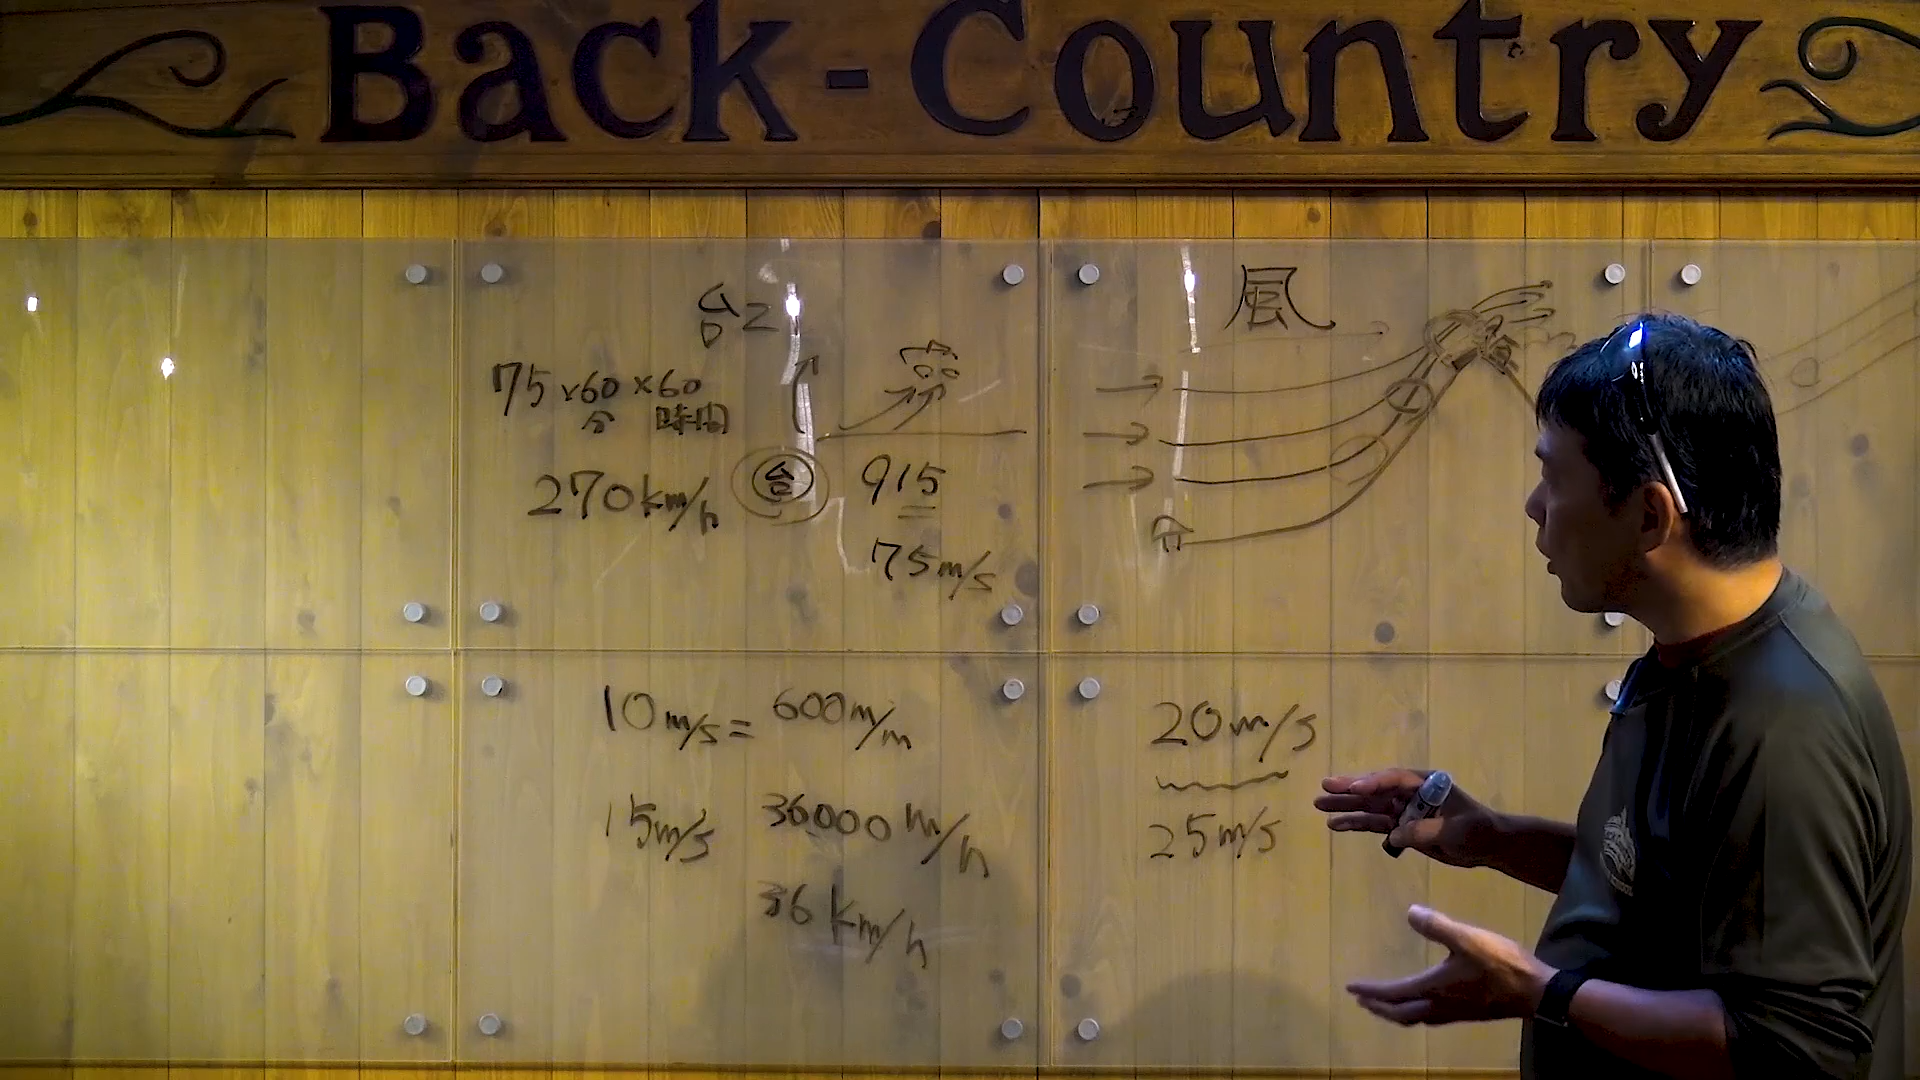 Back-Country
台Z
75×60×60
分 時間
270km/h
台
915
75m/s
風
10m/s = 600m/m
15m/s
36000m/h
36km/h
20m/s
25m/s